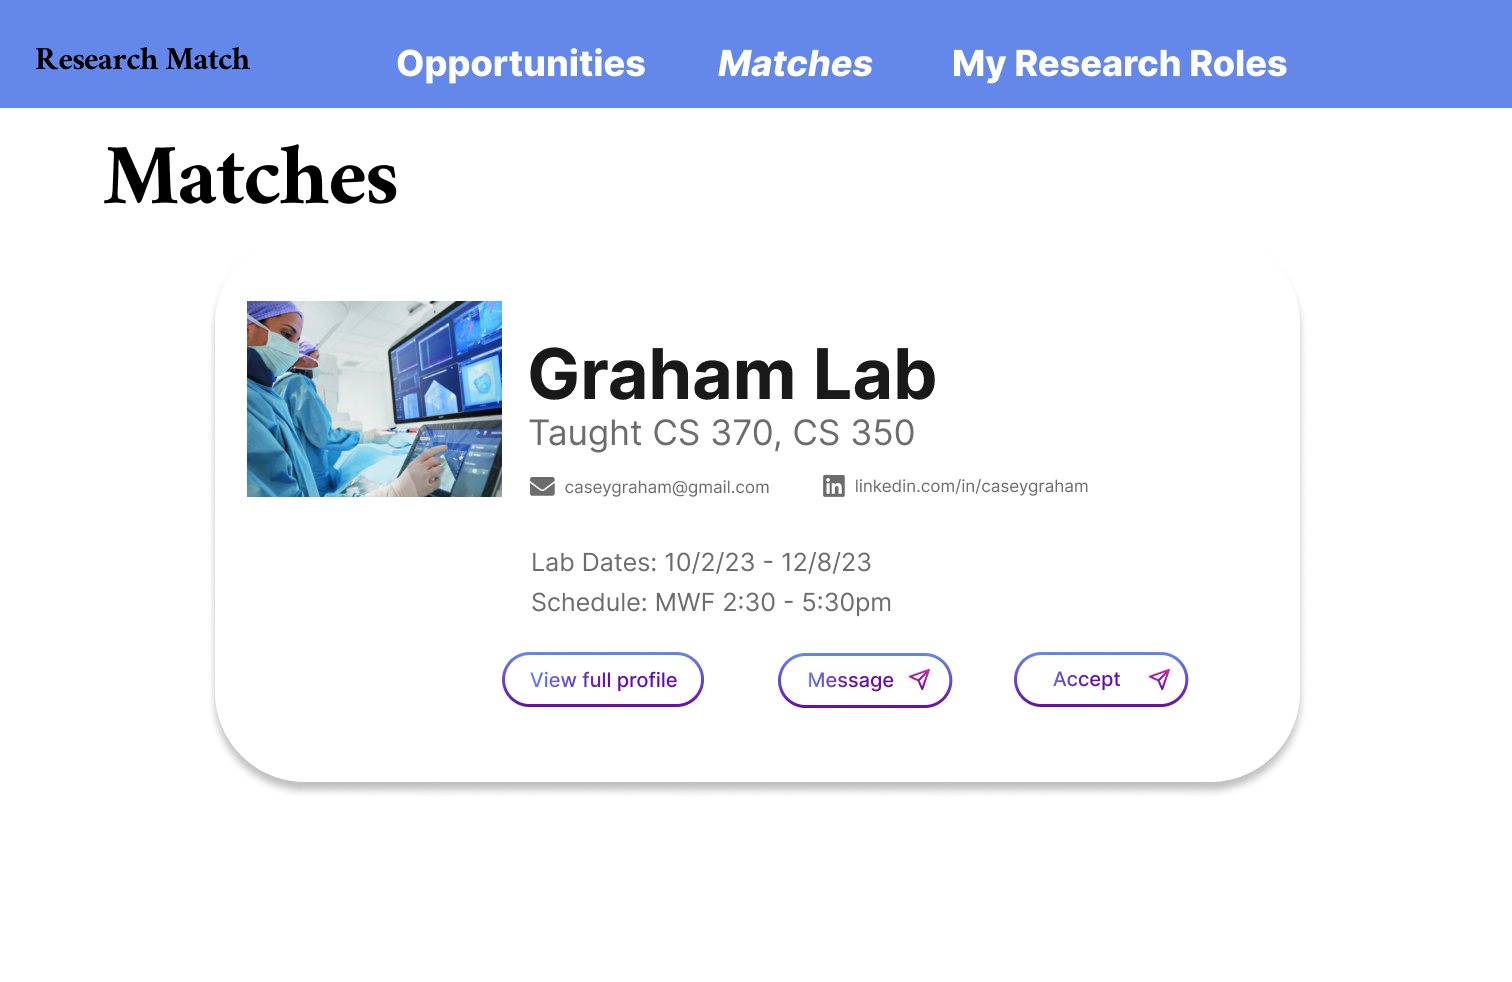 Research Match
Opportunities
Matches
My Research Roles
Matches
Graham Lab
Taught CS 370, CS 350
caseygraham@gmail.com
linkedin.com/in/caseygraham
Lab Dates: 10/2/23 - 12/8/23
Schedule: MWF 2:30 - 5:30pm
View full profile
Message
Accept